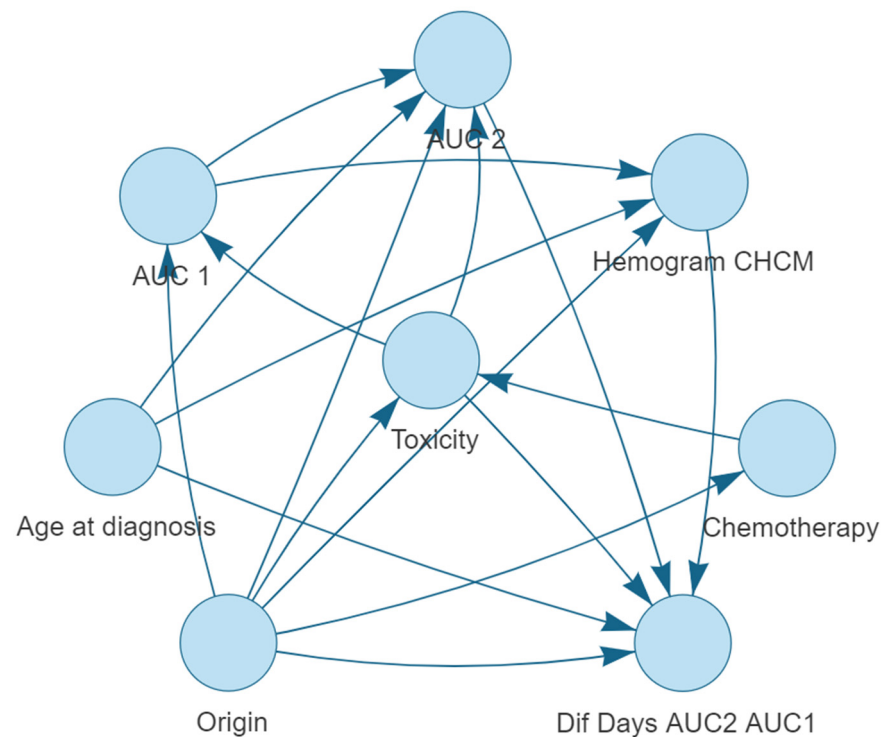 AUC 2
Hemogram CHCM
AUC 1
Toxicity
Age at diagnosis
Chemotherapy
Origin
Dif Days AUC2 AUC1